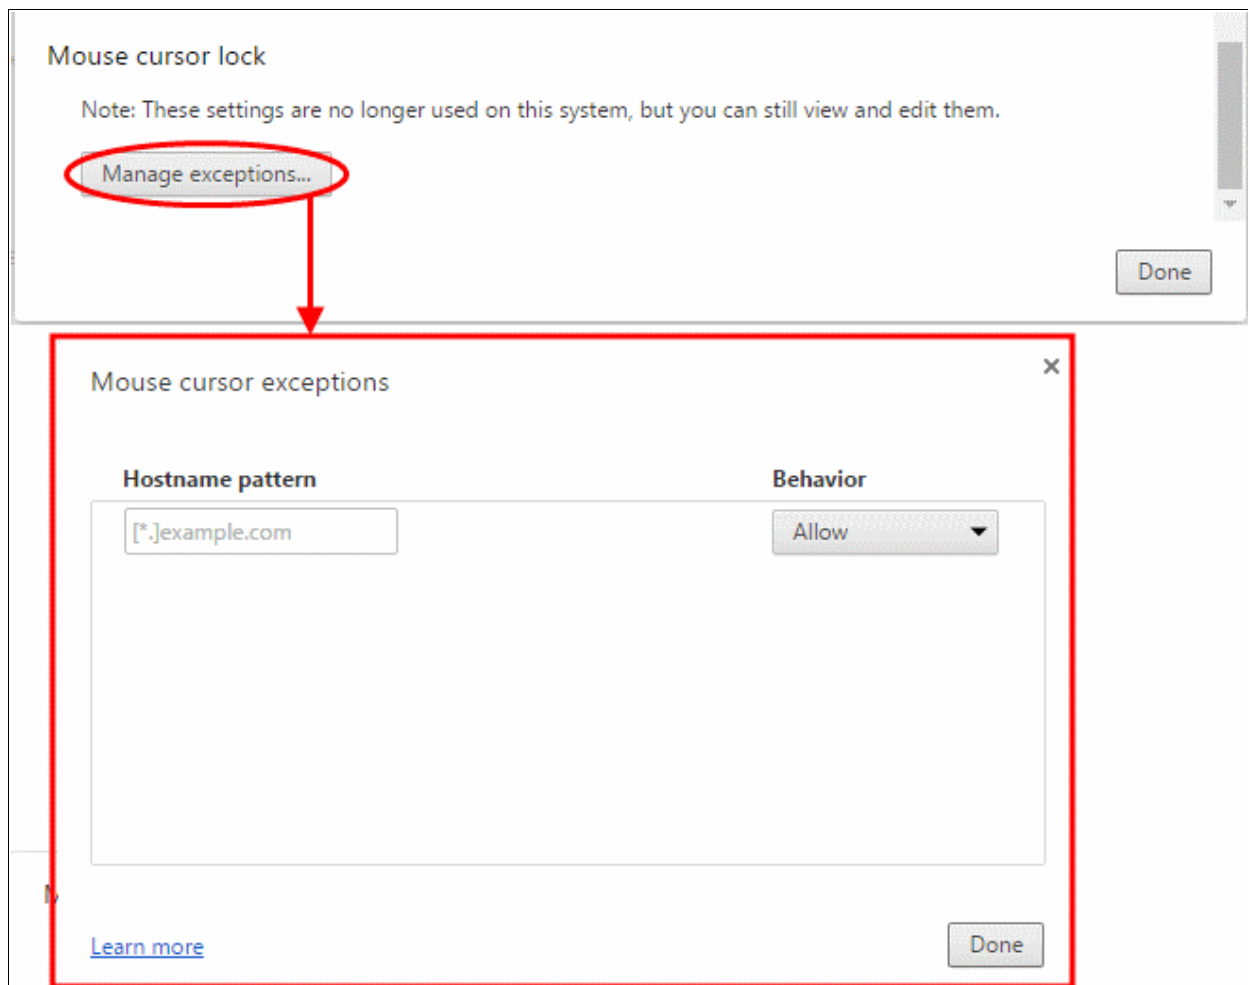 Mouse cursor lock
Note: These settings are no longer used on this system, but you can still view and edit them.
Manage exceptions...
Done
Mouse cursor exceptions
Hostname pattern Behavior
[*.]example.com Allow
Learn more Done